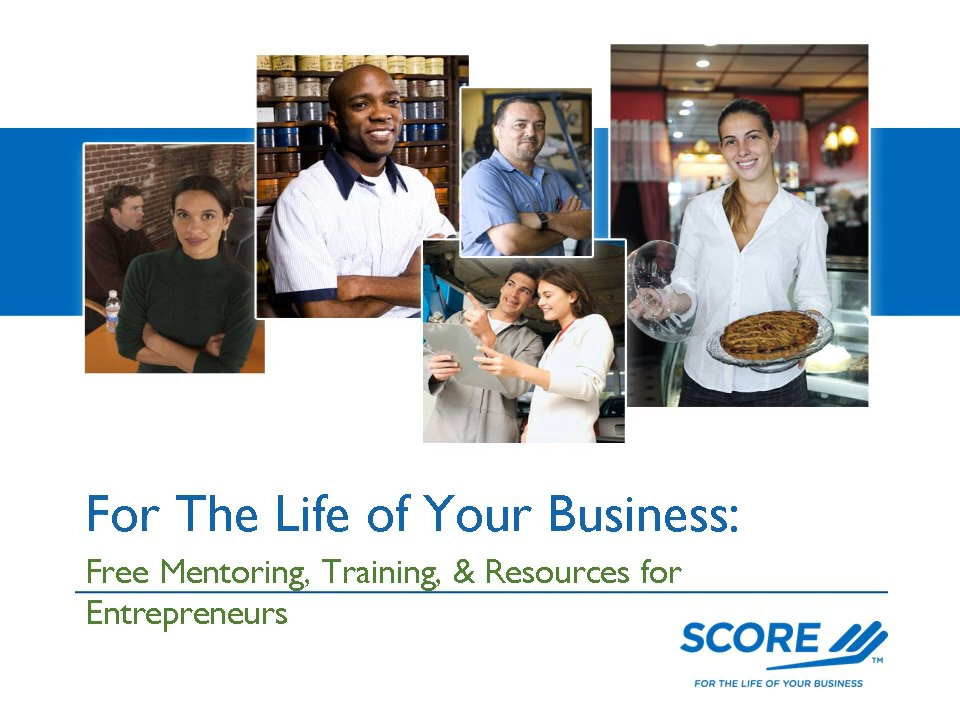 For The Life of Your Business:
Free Mentoring, Training, & Resources for
Entrepreneurs
SCORE
TM
FOR THE LIFE OF YOUR BUSINESS